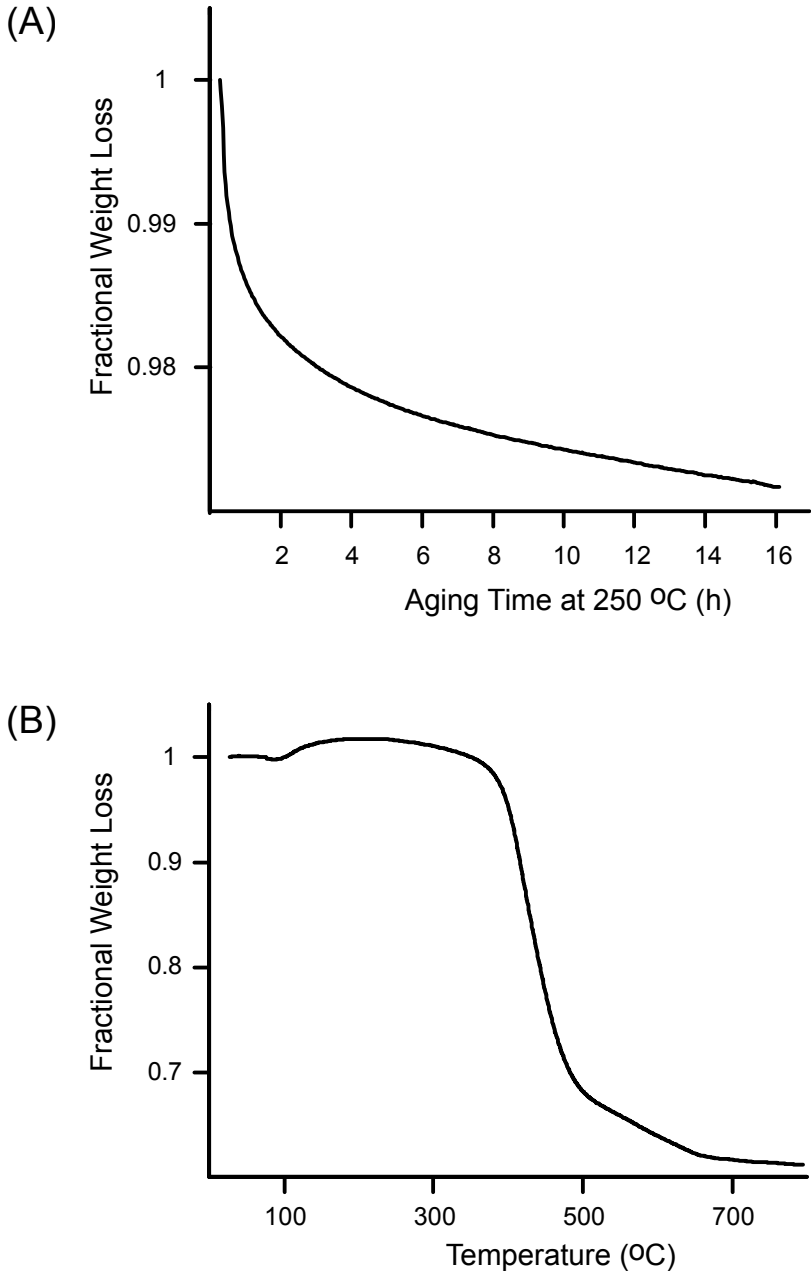 (A)
1
0.99
0.98
Fractional Weight Loss
2 4 6 8 10 12 14 16
Aging Time at 250 ºC (h)
(B)
1
0.9
0.8
0.7
Fractional Weight Loss
100 300 500 700
Temperature (ºC)